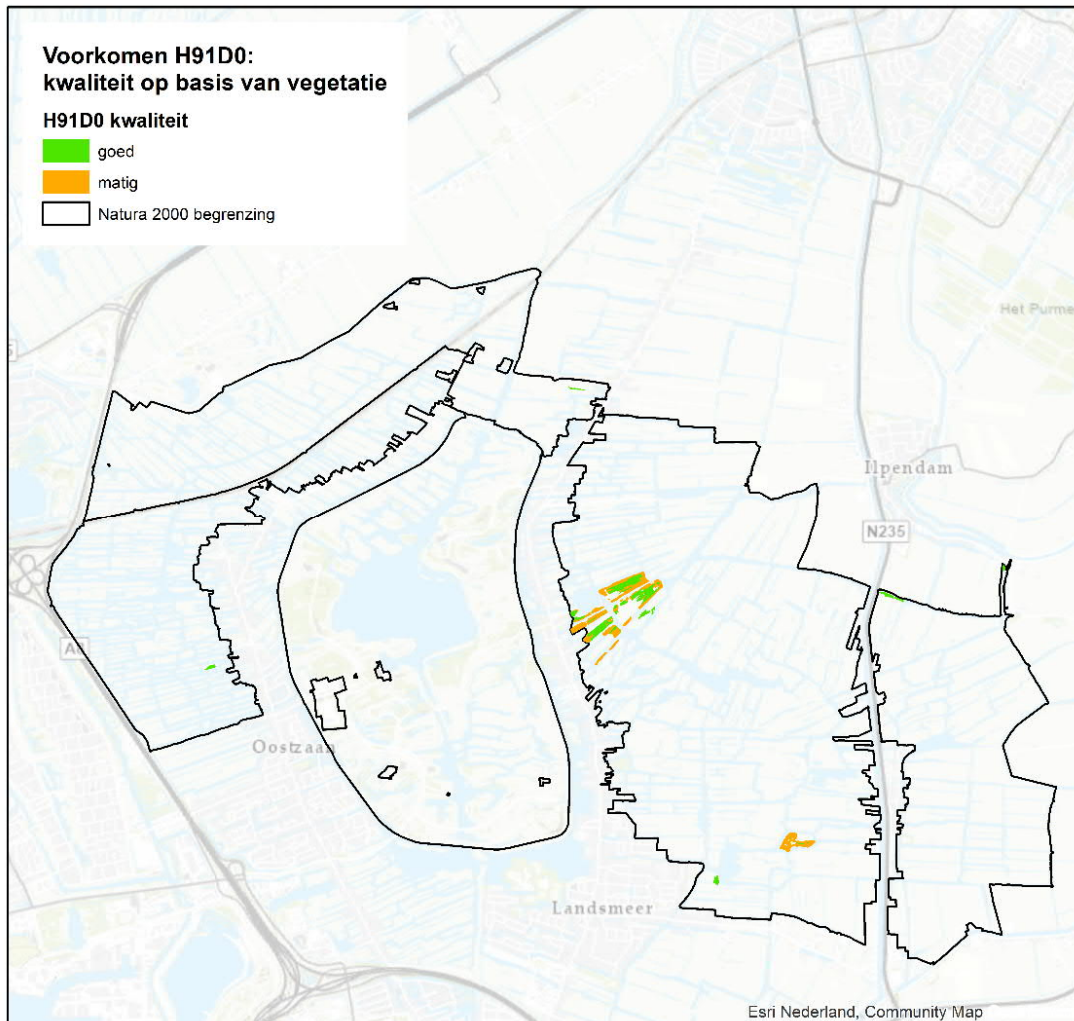 Voorkomen H91D0:
kwaliteit op basis van vegetatie
H91D0 kwaliteit
goed
matig
Natura 2000 begrenzing
Het Purme
Ilpendam
N235
Oostzaan
Landsmeer
Esri Nederland, Community Map